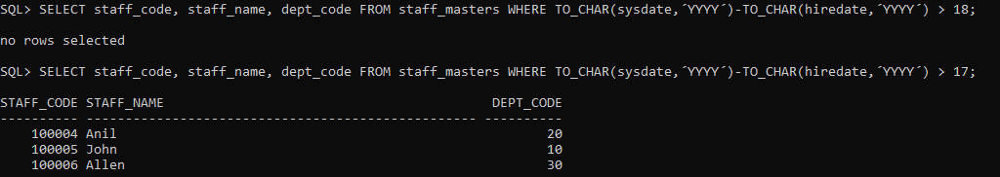 SQL> SELECT staff_code, staff_name, dept_code FROM staff_masters WHERE TO_CHAR(sysdate,´YYYY´)-TO_CHAR(hiredate,´YYYY´) > 18;
no rows selected
SQL> SELECT staff_code, staff_name, dept_code FROM staff_masters WHERE TO_CHAR(sysdate,´YYYY´)-TO_CHAR(hiredate,´YYYY´) > 17;
STAFF_CODE STAFF_NAME                                         DEPT_CODE
---------- -------------------------------------------------- ----------
    100004 Anil                                                       20
    100005 John                                                       10
    100006 Allen                                                      30